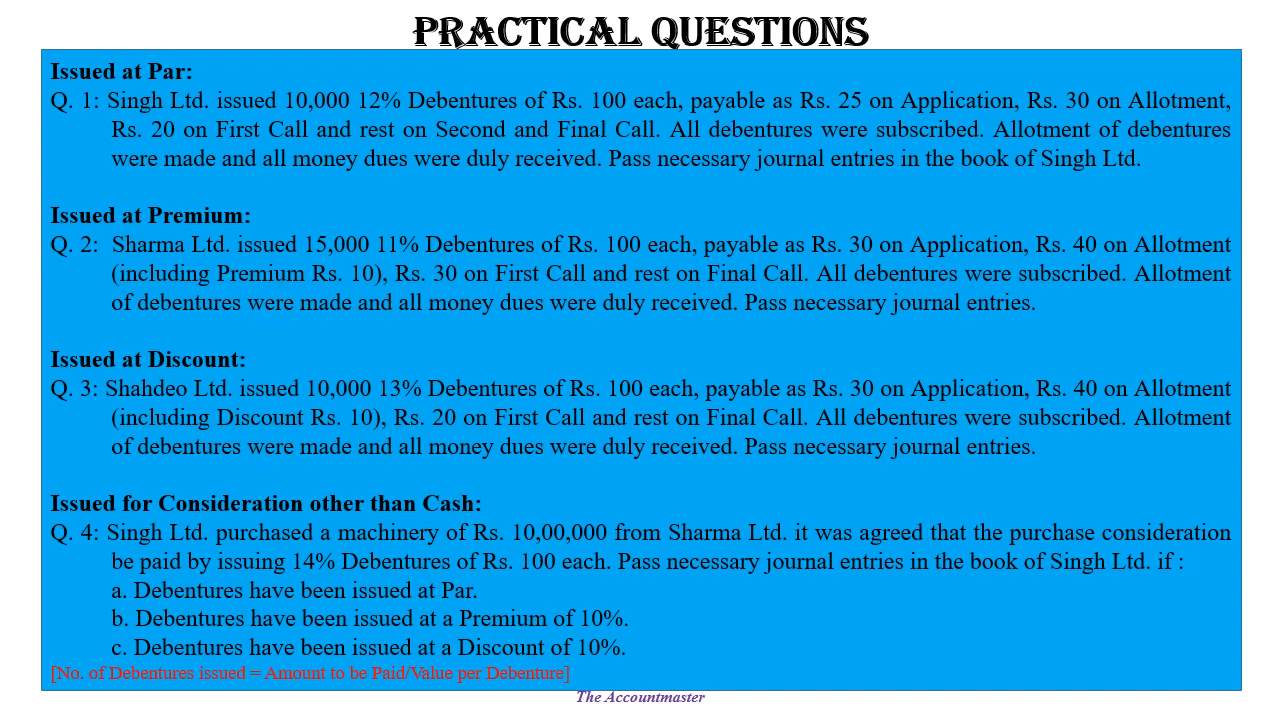 PRACTICAL QUESTIONS
Issued at Par:
Q. 1: Singh Ltd. issued 10,000 12% Debentures of Rs. 100 each, payable as Rs. 25 on Application, Rs. 30 on Allotment,
Rs. 20 on First Call and rest on Second and Final Call. All debentures were subscribed. Allotment of debentures
were made and all money dues were duly received. Pass necessary journal entries in the book of Singh Ltd.
Issued at Premium:
Q. 2: Sharma Ltd. issued 15,000 11% Debentures of Rs. 100 each, payable as Rs. 30 on Application, Rs. 40 on Allotment
(including Premium Rs. 10), Rs. 30 on First Call and rest on Final Call. All debentures were subscribed. Allotment
of debentures were made and all money dues were duly received. Pass necessary journal entries.
Issued at Discount:
Q. 3: Shahdeo Ltd. issued 10,000 13% Debentures of Rs. 100 each, payable as Rs. 30 on Application, Rs. 40 on Allotment
(including Discount Rs. 10), Rs. 20 on First Call and rest on Final Call. All debentures were subscribed. Allotment
of debentures were made and all money dues were duly received. Pass necessary journal entries.
Issued for Consideration other than Cash:
Q. 4: Singh Ltd. purchased a machinery of Rs. 10,00,000 from Sharma Ltd. it was agreed that the purchase consideration
be paid by issuing 14% Debentures of Rs. 100 each. Pass necessary journal entries in the book of Singh Ltd. if :
a. Debentures have been issued at Par.
b. Debentures have been issued at a Premium of 10%.
c. Debentures have been issued at a Discount of 10%.
[No. of Debentures issued = Amount to be Paid/Value per Debenture]
The Accountmaster